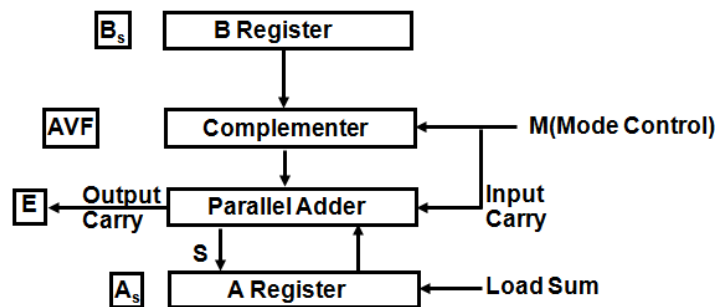 Bs
B Register
AVF
Complementer
M(Mode Control)
E
Output
Carry
Parallel Adder
Input
Carry
S
As
A Register
Load Sum